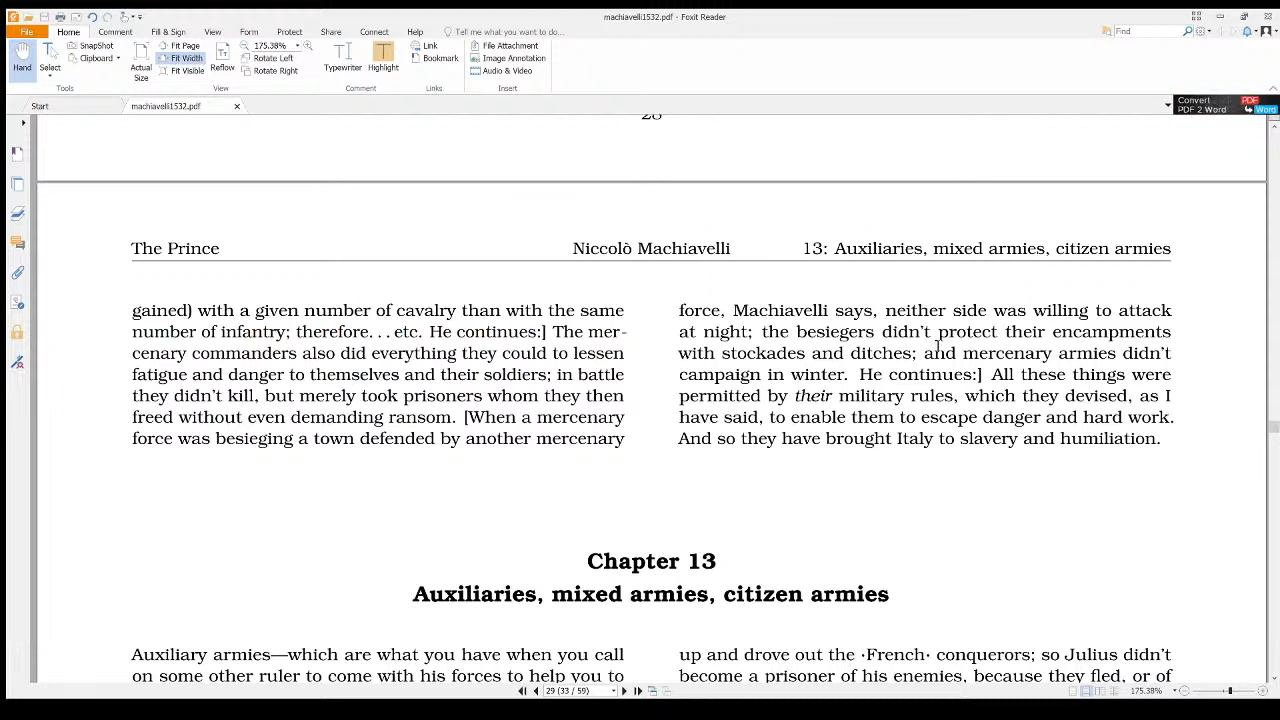 machiavelli1532.pdf - Foxit Reader
File Home Comment Fill & Sign View Form Protect Share Connect Help Tell me what you want to do... Find
Hand
Select
SnapShot
Clipboard
Tools
Actual Size
Fit Page
Fit Width
Fit Visible
Reflow
175.38%
Rotate Left
Rotate Right
View
Typewriter
Highlight
Comment
Link
Bookmark
Links
File Attachment
Image Annotation
Audio & Video
Insert
Start machiavelli1532.pdf
Convert PDF
PDF 2 Word Word
28
The Prince Niccolò Machiavelli 13: Auxiliaries, mixed armies, citizen armies
gained) with a given number of cavalry than with the same
number of infantry; therefore. . . etc. He continues:] The mer-
cenary commanders also did everything they could to lessen
fatigue and danger to themselves and their soldiers; in battle
they didn't kill, but merely took prisoners whom they then
freed without even demanding ransom. [When a mercenary
force was besieging a town defended by another mercenary
force, Machiavelli says, neither side was willing to attack
at night; the besiegers didn't protect their encampments
with stockades and ditches; and mercenary armies didn't
campaign in winter. He continues:] All these things were
permitted by their military rules, which they devised, as I
have said, to enable them to escape danger and hard work.
And so they have brought Italy to slavery and humiliation.
Chapter 13
Auxiliaries, mixed armies, citizen armies
Auxiliary armies—which are what you have when you call
on some other ruler to come with his forces to help you to
up and drove out the ·French· conquerors; so Julius didn't
become a prisoner of his enemies, because they fled, or of
29 (33 / 59)
175.38%